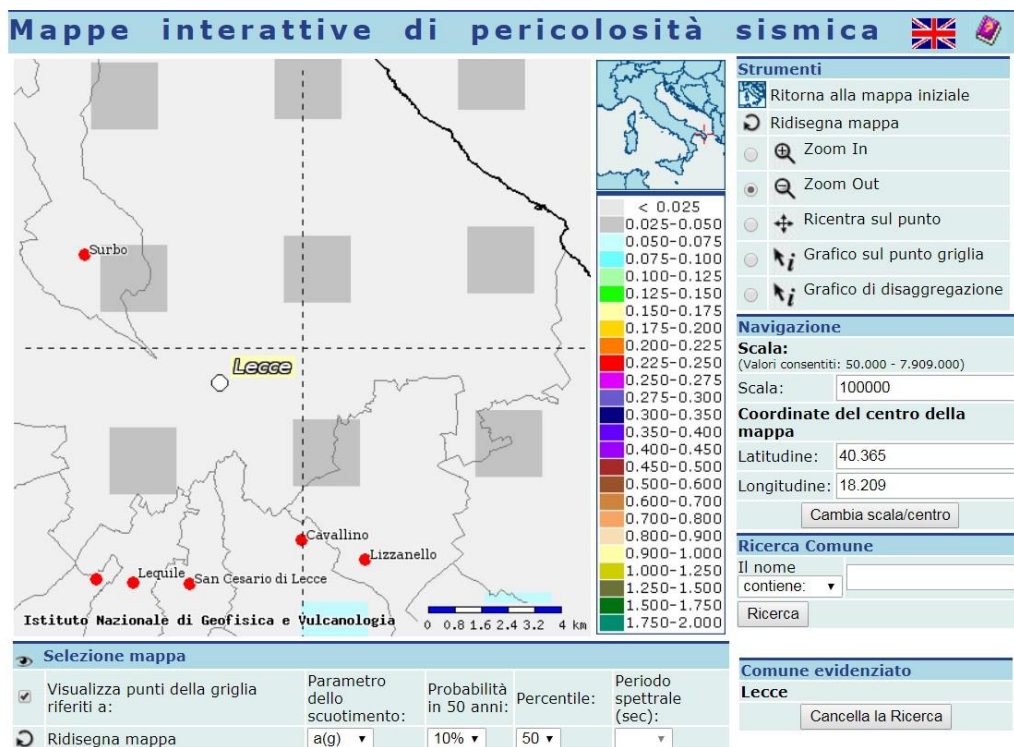 Mappe interattive di pericolosità sismica
Surbo
Lecce
Cavallino
Lizzanello
Lequile
San Cesario di Lecce
Istituto Nazionale di Geofisica e Vulcanologia
0 0.8 1.6 2.4 3.2 4 km
< 0.025
0.025-0.050
0.050-0.075
0.075-0.100
0.100-0.125
0.125-0.150
0.150-0.175
0.175-0.200
0.200-0.225
0.225-0.250
0.250-0.275
0.275-0.300
0.300-0.350
0.350-0.400
0.400-0.450
0.450-0.500
0.500-0.600
0.600-0.700
0.700-0.800
0.800-0.900
0.900-1.000
1.000-1.250
1.250-1.500
1.500-1.750
1.750-2.000
Strumenti
Ritorna alla mappa iniziale
Ridisegna mappa
Zoom In
Zoom Out
Ricentra sul punto
Grafico sul punto griglia
Grafico di disaggregazione
Navigazione
Scala:
(Valori consentiti: 50.000 - 7.909.000)
Scala: 100000
Coordinate del centro della
mappa
Latitudine: 40.365
Longitudine: 18.209
Cambia scala/centro
Ricerca Comune
Il nome
contiene:
Ricerca
Comune evidenziato
Lecce
Cancella la Ricerca
Selezione mappa
Visualizza punti della griglia
riferiti a:
Parametro
dello
scuotimento:
Probabilità
in 50 anni:
Percentile:
Periodo
spettrale
(sec):
Ridisegna mappa
a(g)
10%
50